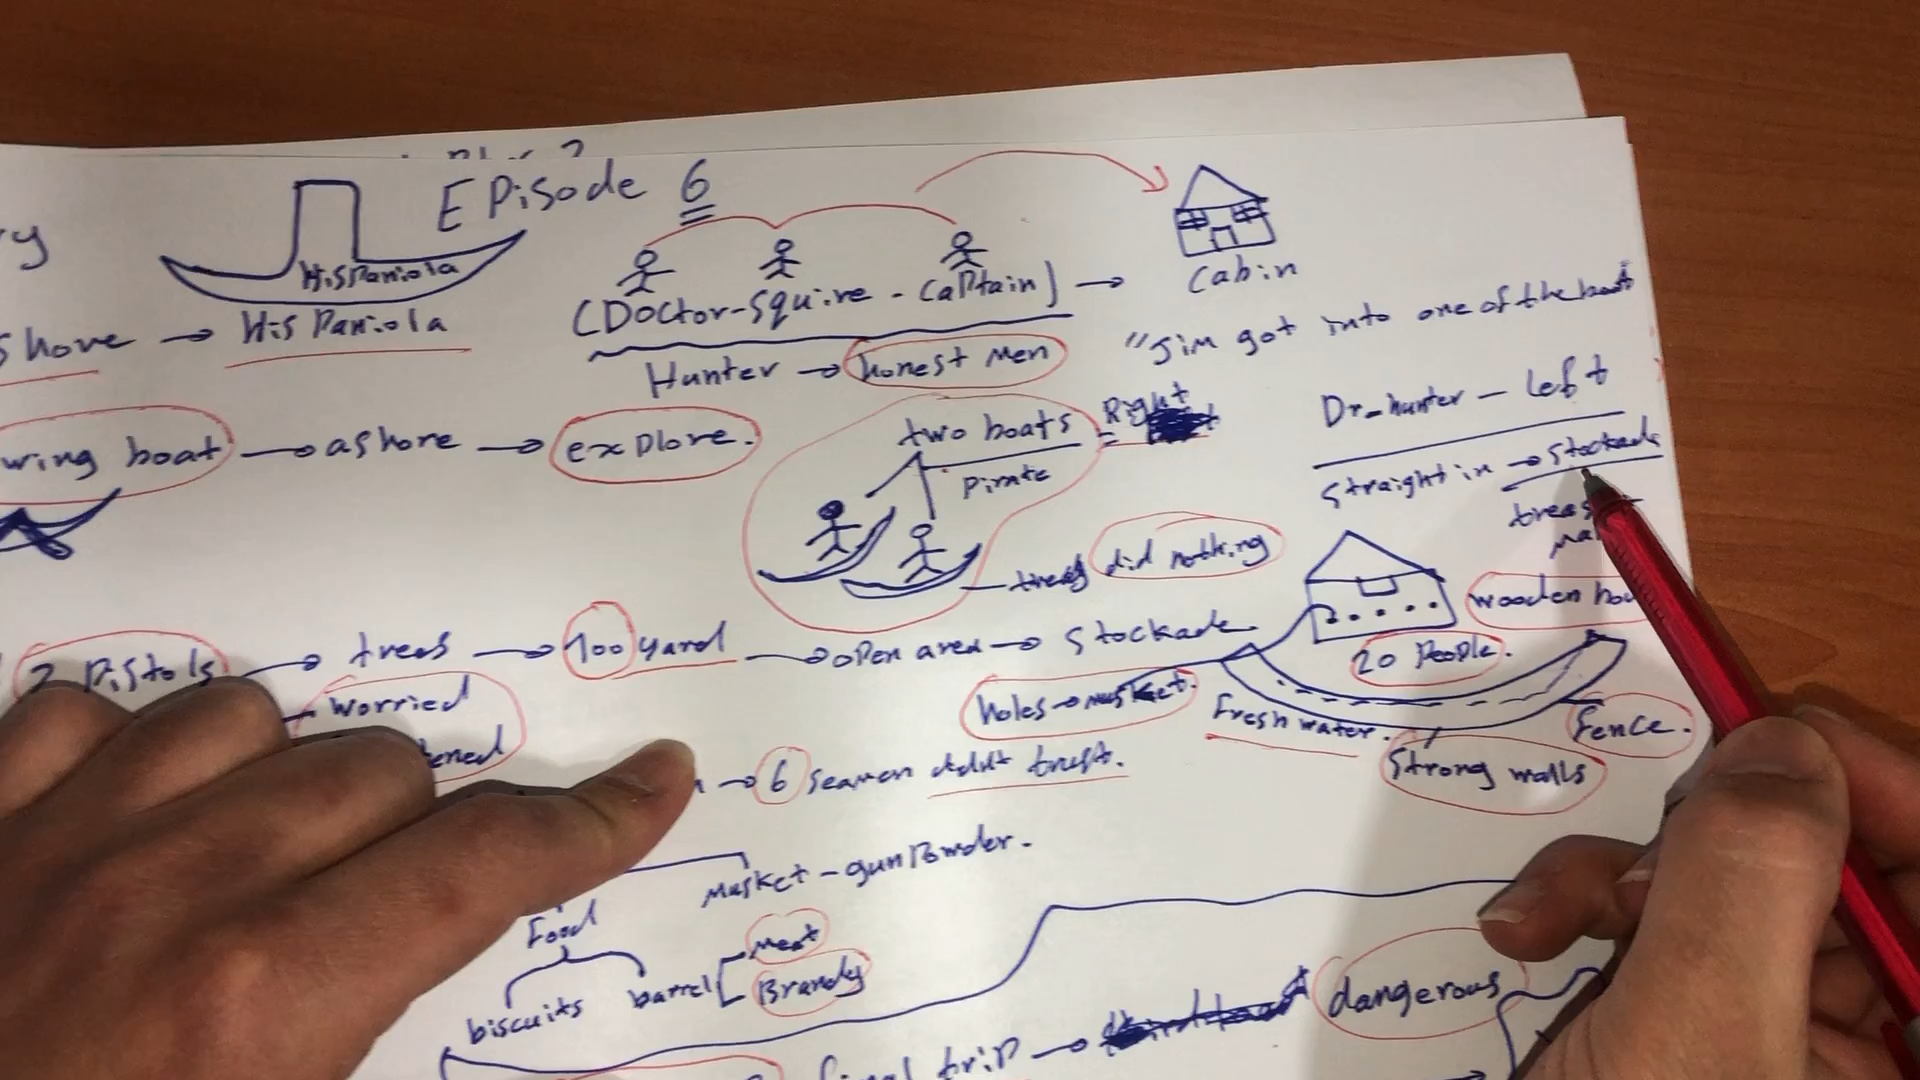 EPisode 6
HiSPaniola
Shore → HiSPaniola
(Doctor-Squire - Captain) →
Cabin
Hunter → honest men
"Jim got into one of the boat
wing boat → ashore → explore.
two boats
Right
Pirate
Dr-hunter - Left
Straight in → Stockade
did nothing
wooden
2 Pistols → trees → 100 yard → open area → Stockade
20 People.
worried
holes → musket.
Fresh water.
Fence.
Strong walls
→ 6 seamen didn't trust.
musket - gunpowder.
Food
biscuits
barrel
meat
Brandy
trip →
dangerous